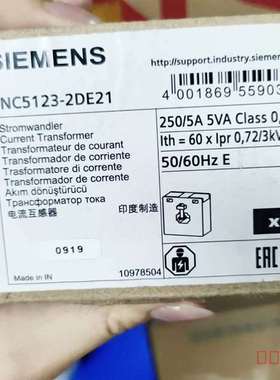 SIEMENS
http://support.industry.siemen
NC5123-2DE21
4 001869 55903
Stromwandler
Current Transformer
Transformateur de courant
Transformador de corriente
Trasformatore di corrente
Transformador de corrente
Akım dönüştürücü
Трансформатор тока
电流互感器
印度制造
250/5A 5VA Class 0,
Ith = 60 x Ipr 0,72/3kV
50/60Hz E
X
0919
Made in IN
10978504